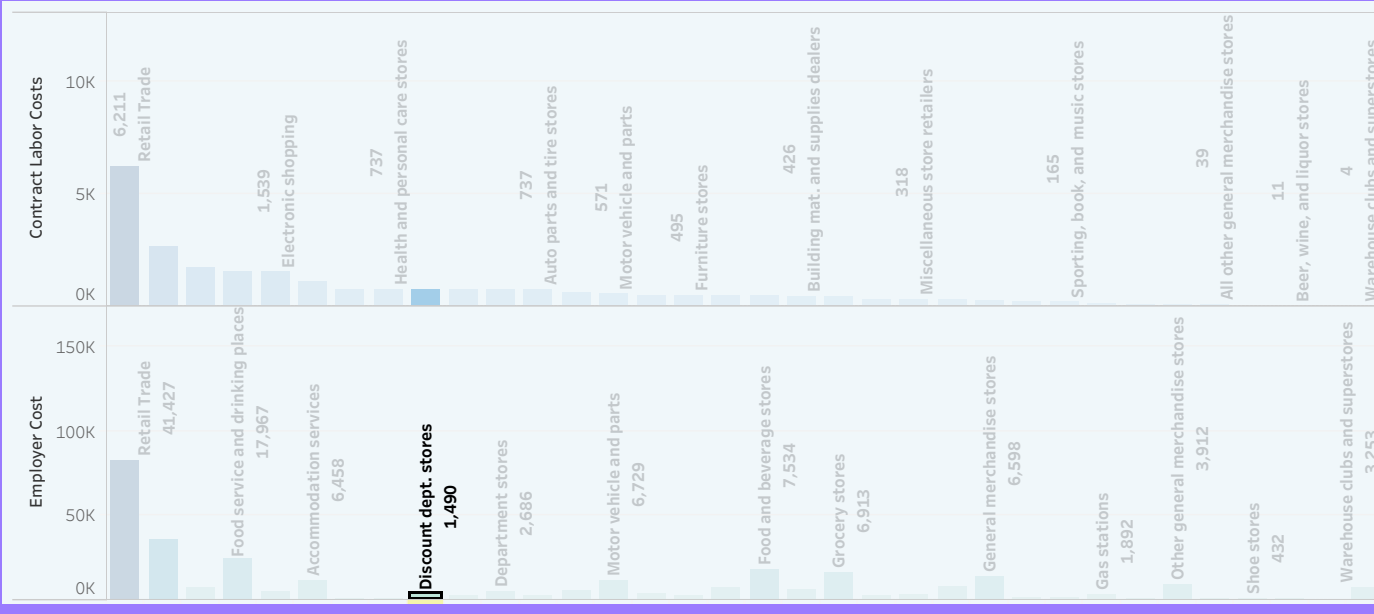 Contract Labor Costs
10K
5K
0K
6,211
Retail Trade
1,539
Electronic shopping
737
Health and personal care stores
737
Auto parts and tire stores
571
Motor vehicle and parts
495
Furniture stores
426
Building mat. and supplies dealers
318
Miscellaneous store retailers
165
Sporting, book, and music stores
39
All other general merchandise stores
11
Beer, wine, and liquor stores
4
Warehouse clubs and superstores
Employer Cost
150K
100K
50K
0K
Retail Trade
41,427
Food service and drinking places
17,967
Accommodation services
6,458
Discount dept. stores
1,490
Department stores
2,686
Motor vehicle and parts
6,729
Food and beverage stores
7,534
Grocery stores
6,913
General merchandise stores
6,598
Gas stations
1,892
Other general merchandise stores
3,912
Shoe stores
432
Warehouse clubs and superstores
3,253